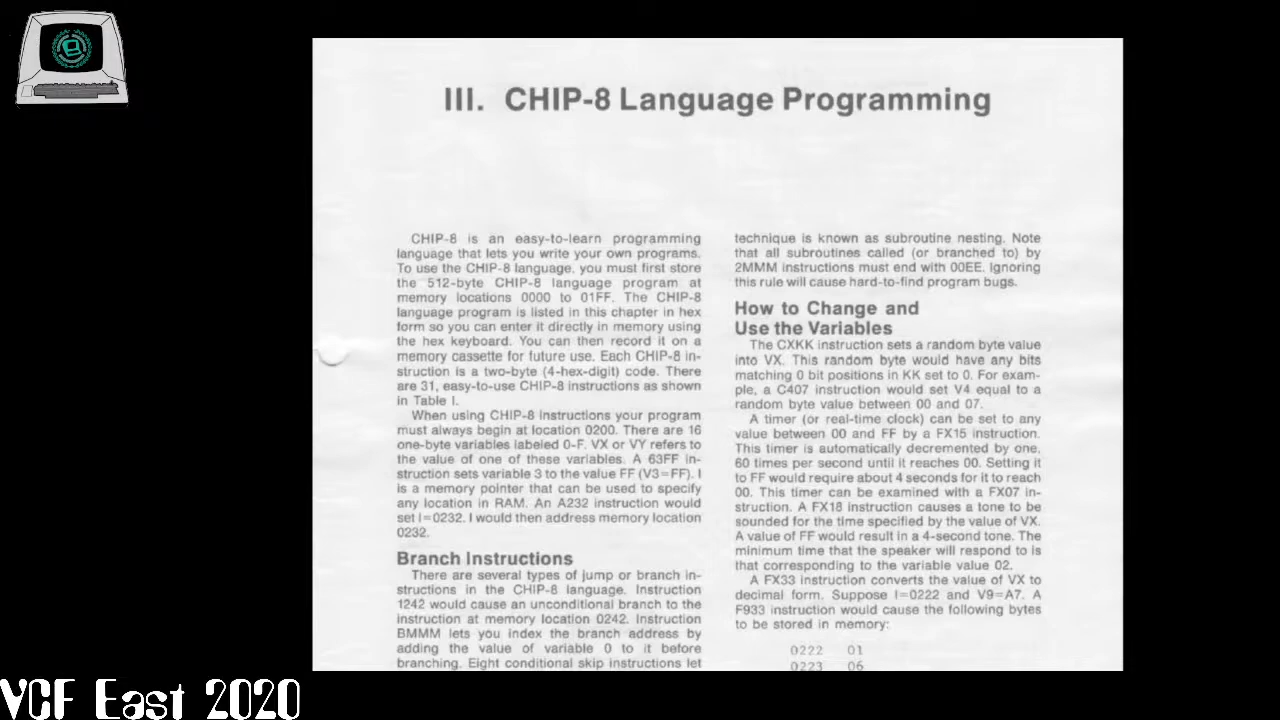 III. CHIP-8 Language Programming
CHIP-8 is an easy-to-learn programming
language that lets you write your own programs.
To use the CHIP-8 language, you must first store
the 512-byte CHIP-8 language program at
memory locations 0000 to 01FF. The CHIP-8
language program is listed in this chapter in hex
form so you can enter it directly in memory using
the hex keyboard. You can then record it on a
memory cassette for future use. Each CHIP-8 in-
struction is a two-byte (4-hex-digit) code. There
are 31, easy-to-use CHIP-8 instructions as shown
in Table I.
When using CHIP-8 instructions your program
must always begin at location 0200. There are 16
one-byte variables labeled 0-F. VX or VY refers to
the value of one of these variables. A 63FF in-
struction sets variable 3 to the value FF (V3=FF). I
is a memory pointer that can be used to specify
any location in RAM. An A232 instruction would
set I=0232. I would then address memory location
0232.
Branch Instructions
There are several types of jump or branch in-
structions in the CHIP-8 language. Instruction
1242 would cause an unconditional branch to the
instruction at memory location 0242. Instruction
BMMM lets you index the branch address by
adding the value of variable 0 to it before
branching. Eight conditional skip instructions let
technique is known as subroutine nesting. Note
that all subroutines called (or branched to) by
2MMM instructions must end with 00EE. Ignoring
this rule will cause hard-to-find program bugs.
How to Change and
Use the Variables
The CXKK instruction sets a random byte value
into VX. This random byte would have any bits
matching 0 bit positions in KK set to 0. For exam-
ple, a C407 instruction would set V4 equal to a
random byte value between 00 and 07.
A timer (or real-time clock) can be set to any
value between 00 and FF by a FX15 instruction.
This timer is automatically decremented by one,
60 times per second until it reaches 00. Setting it
to FF would require about 4 seconds for it to reach
00. This timer can be examined with a FX07 in-
struction. A FX18 instruction causes a tone to be
sounded for the time specified by the value of VX.
A value of FF would result in a 4-second tone. The
minimum time that the speaker will respond to is
that corresponding to the variable value 02.
A FX33 instruction converts the value of VX to
decimal form. Suppose I=0222 and V9=A7. A
F933 instruction would cause the following bytes
to be stored in memory:
0222 01
0223 06
VCF East 2020